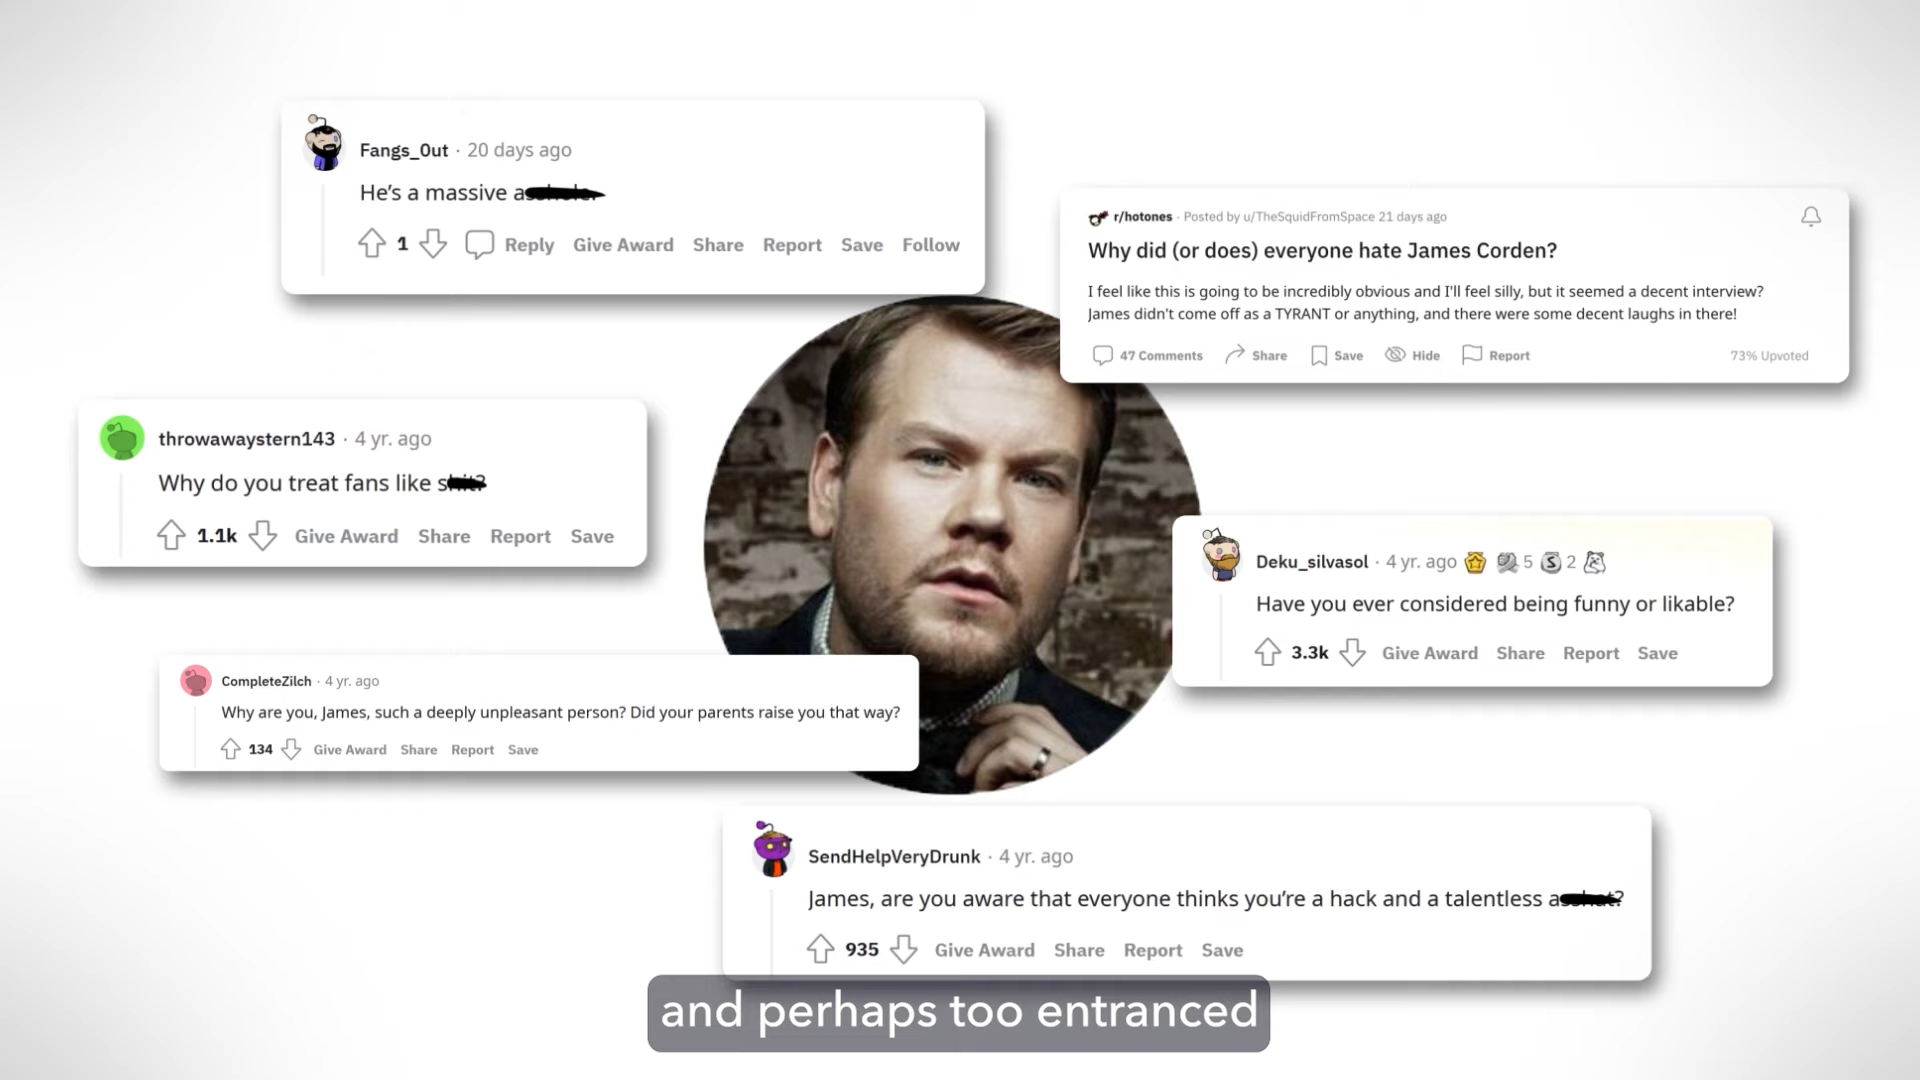 Fangs_0ut · 20 days ago
He's a massive a
1 Reply Give Award Share Report Save Follow
r/hotones · Posted by u/TheSquidFromSpace 21 days ago
Why did (or does) everyone hate James Corden?
I feel like this is going to be incredibly obvious and I'll feel silly, but it seemed a decent interview?
James didn't come off as a TYRANT or anything, and there were some decent laughs in there!
47 Comments Share Save Hide Report 73% Upvoted
throwawaystern143 · 4 yr. ago
Why do you treat fans like s
1.1k Give Award Share Report Save
Deku_silvasol · 4 yr. ago 5 S 2
Have you ever considered being funny or likable?
3.3k Give Award Share Report Save
CompleteZilch · 4 yr. ago
Why are you, James, such a deeply unpleasant person? Did your parents raise you that way?
134 Give Award Share Report Save
SendHelpVeryDrunk · 4 yr. ago
James, are you aware that everyone thinks you're a hack and a talentless a
935 Give Award Share Report Save
and perhaps too entranced